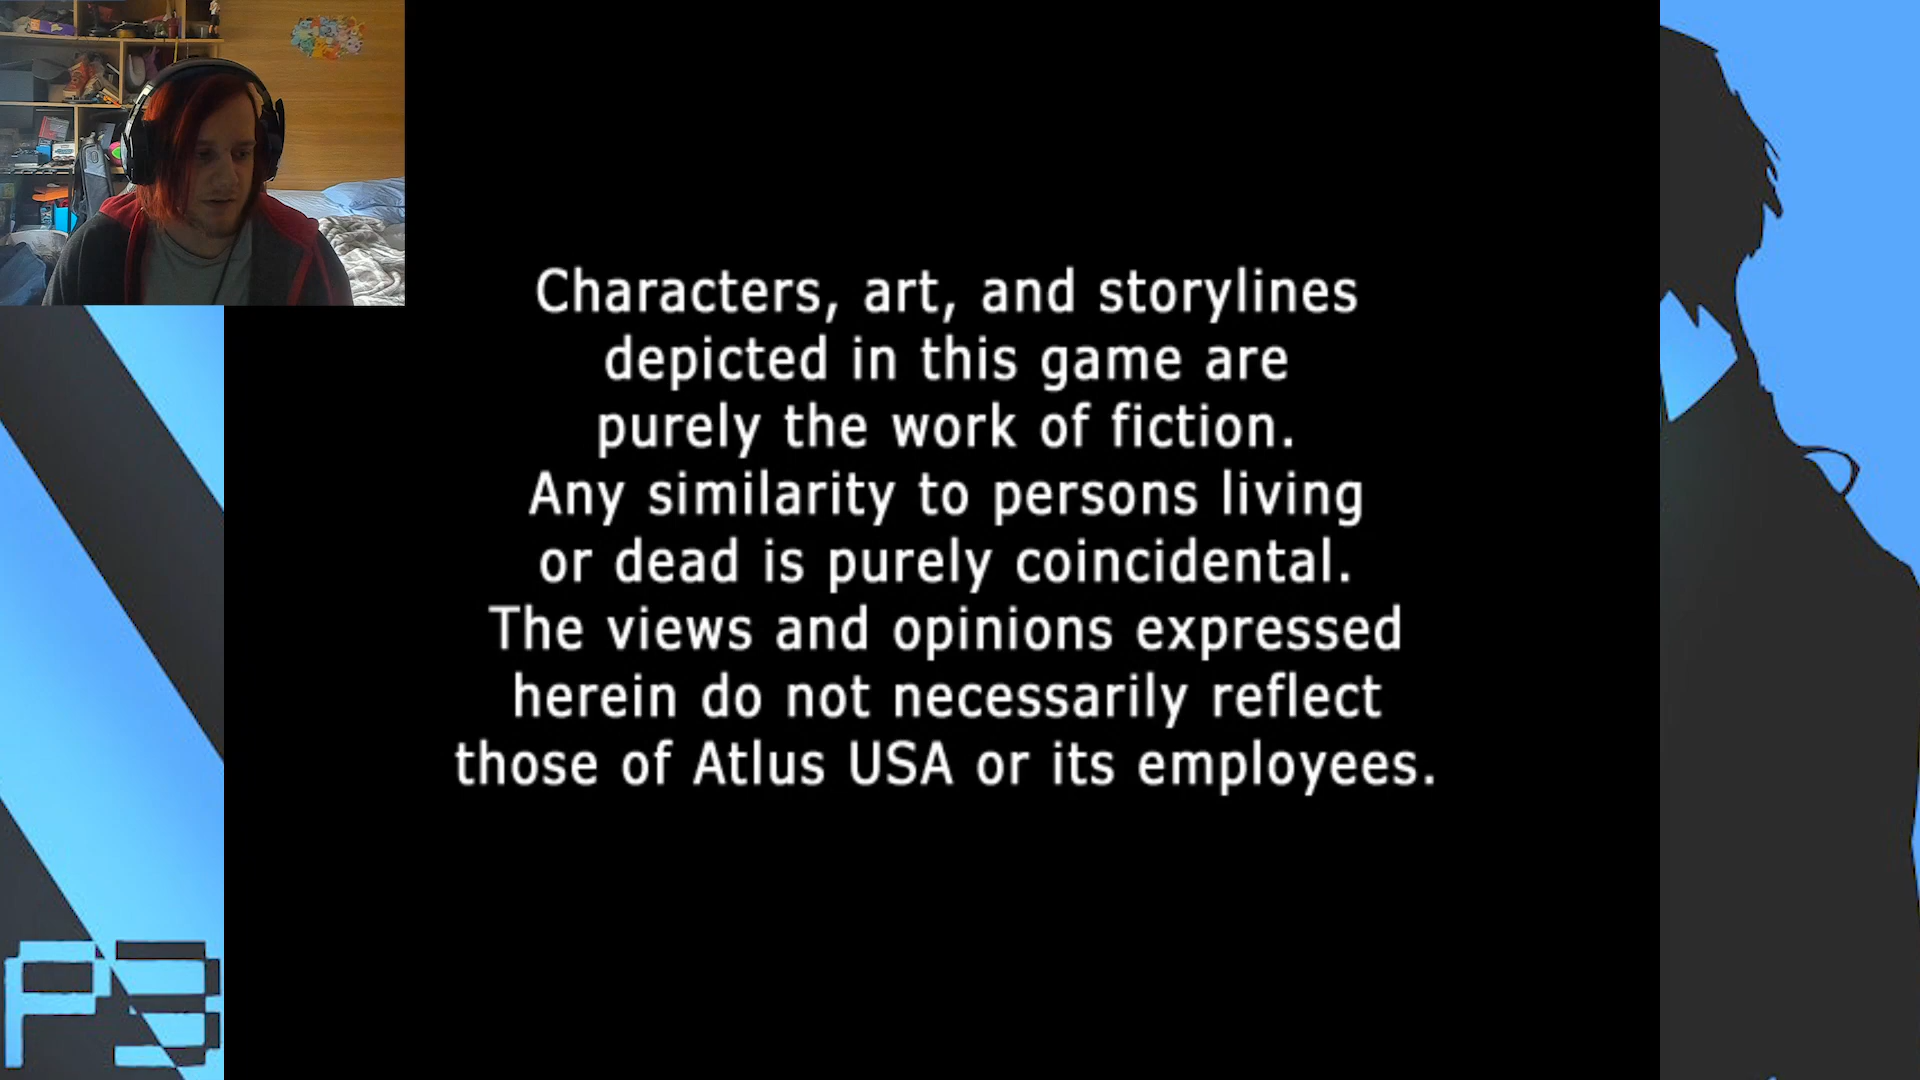 Characters, art, and storylines
depicted in this game are
purely the work of fiction.
Any similarity to persons living
or dead is purely coincidental.
The views and opinions expressed
herein do not necessarily reflect
those of Atlus USA or its employees.
P3